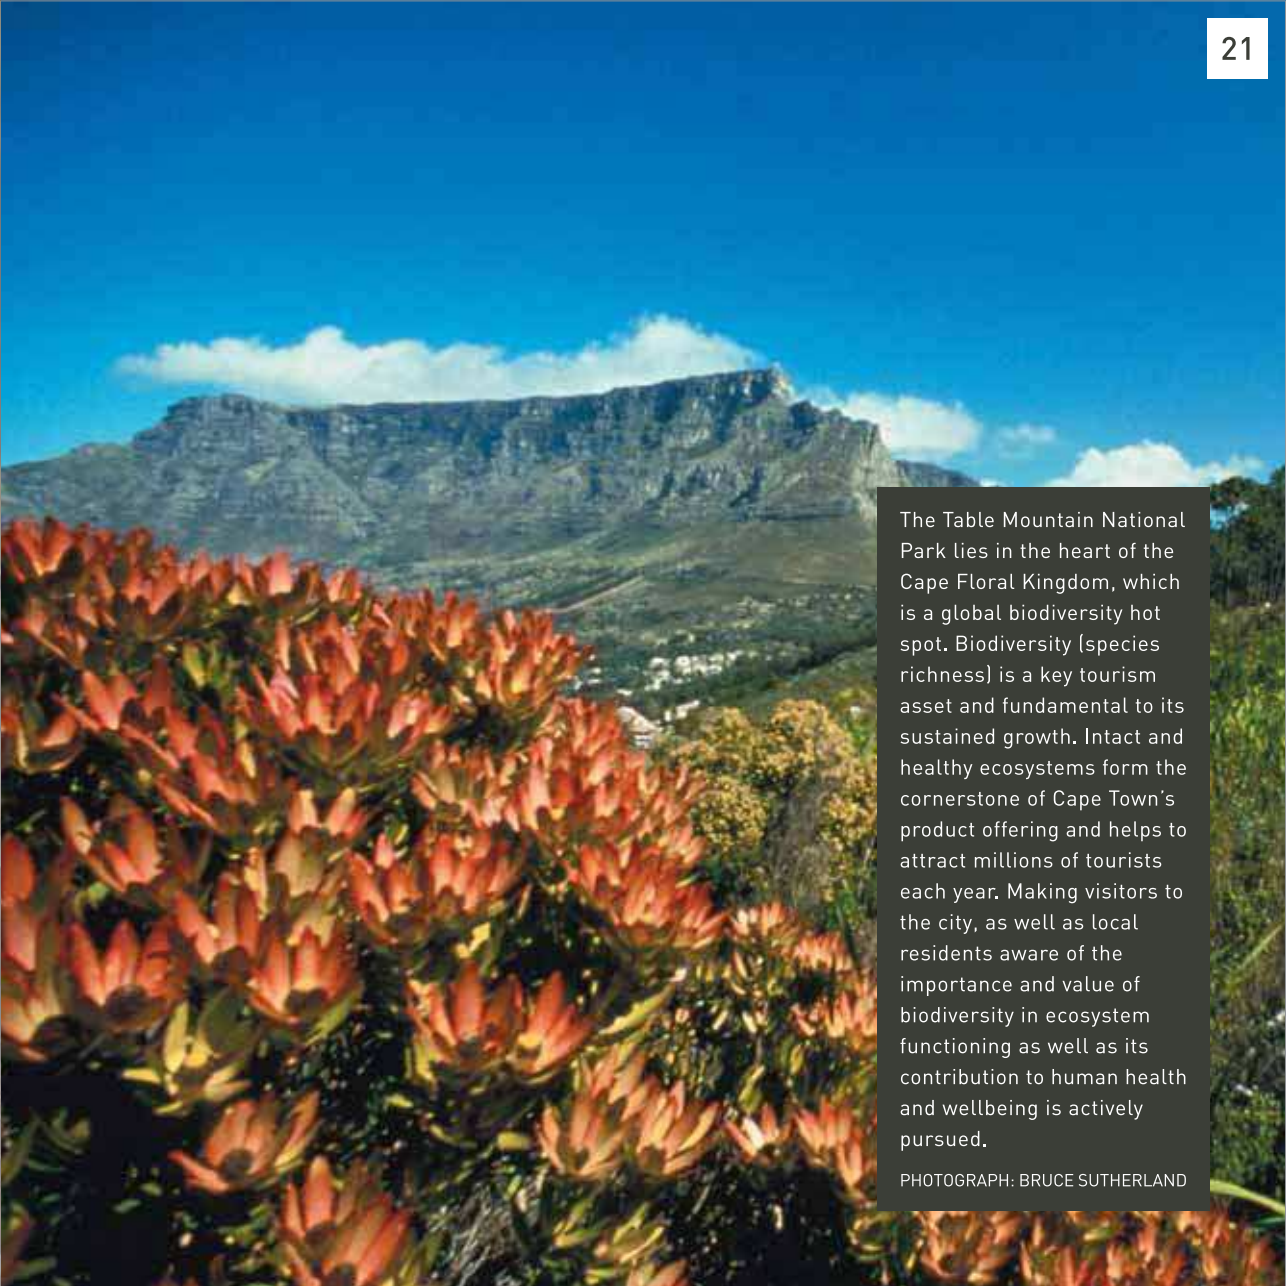 21
The Table Mountain National
Park lies in the heart of the
Cape Floral Kingdom, which
is a global biodiversity hot
spot. Biodiversity (species
richness) is a key tourism
asset and fundamental to its
sustained growth. Intact and
healthy ecosystems form the
cornerstone of Cape Town's
product offering and helps to
attract millions of tourists
each year. Making visitors to
the city, as well as local
residents aware of the
importance and value of
biodiversity in ecosystem
functioning as well as its
contribution to human health
and wellbeing is actively
pursued.
PHOTOGRAPH: BRUCE SUTHERLAND